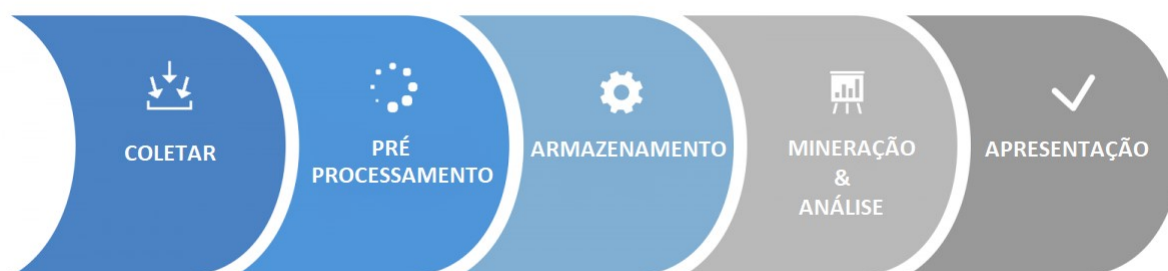 COLETAR
PRÉ
PROCESSAMENTO
ARMAZENAMENTO
MINERAÇÃO
&
ANÁLISE
APRESENTAÇÃO